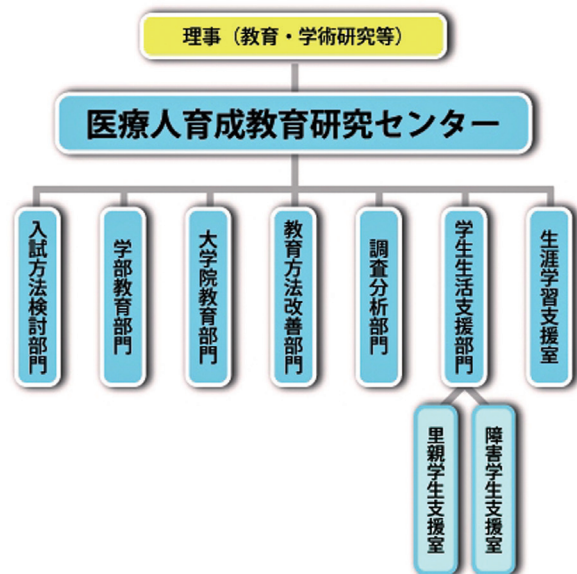 理事（教育・学術研究等）
医療人育成教育研究センター
入試方法検討部門
学部教育部門
大学院教育部門
教育方法改善部門
調査分析部門
学生生活支援部門
生涯学習支援室
里親学生支援室
障害学生支援室